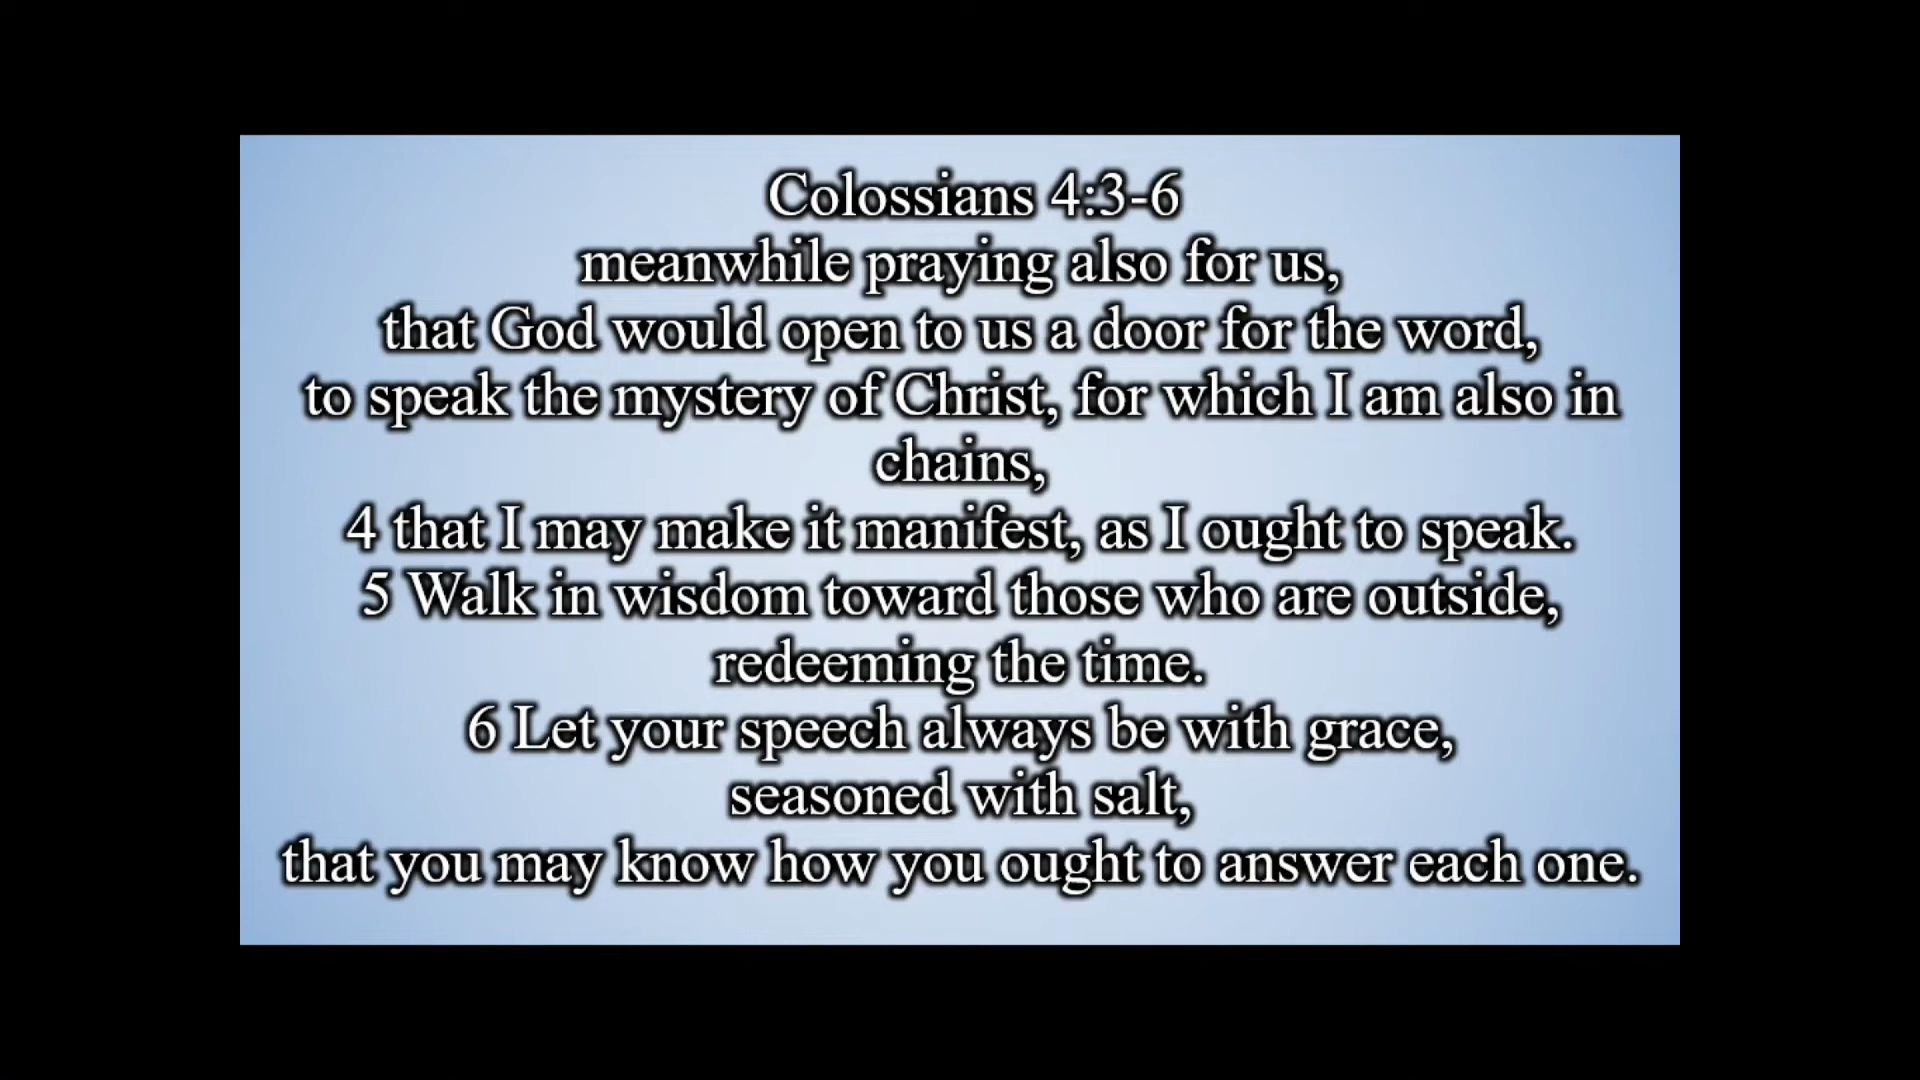 Colossians 4:3-6
meanwhile praying also for us,
that God would open to us a door for the word,
to speak the mystery of Christ, for which I am also in
chains,
4 that I may make it manifest, as I ought to speak.
5 Walk in wisdom toward those who are outside,
redeeming the time.
6 Let your speech always be with grace,
seasoned with salt,
that you may know how you ought to answer each one.